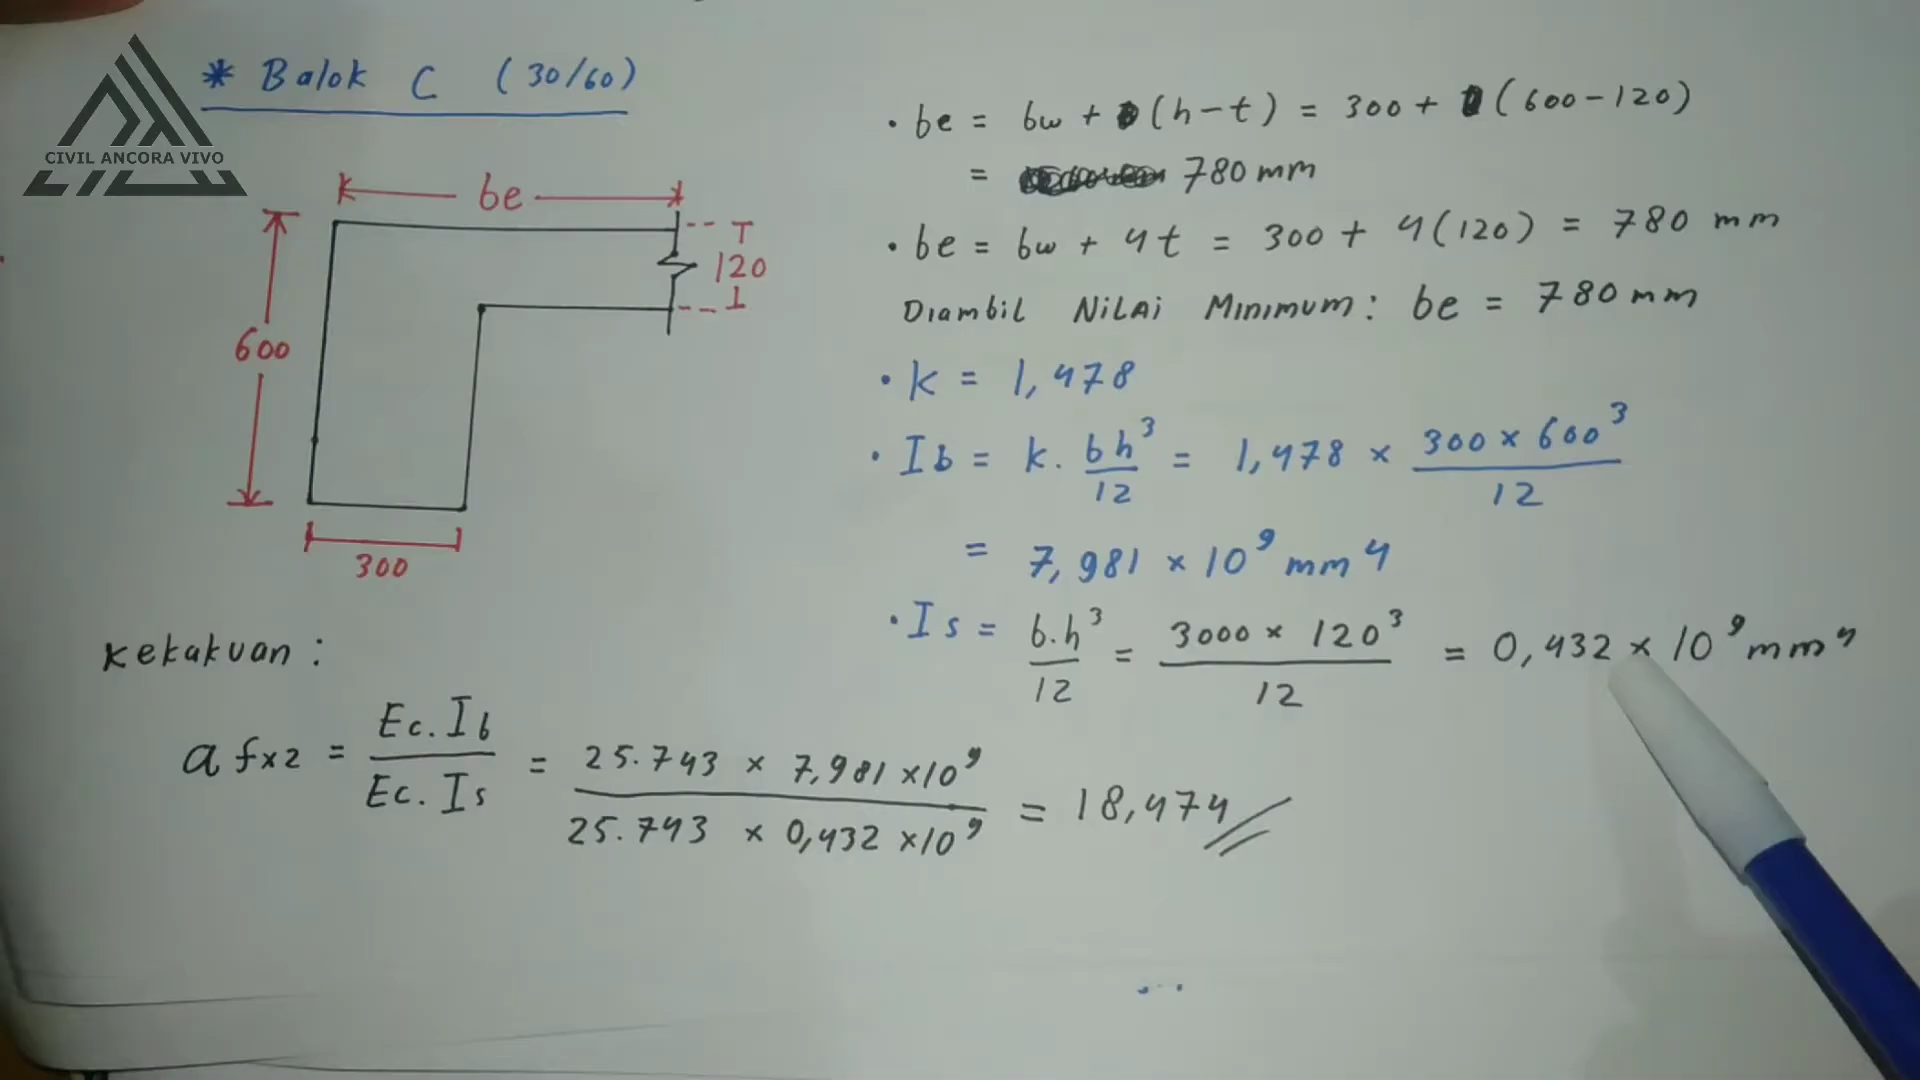 CIVIL ANCORA VIVO
* Balok C (30/60)
be
600
T
120
300
• be = bw + (h-t) = 300 + (600-120)
= 780 mm
• be = bw + 4t = 300 + 4(120) = 780 mm
Diambil Nilai Minimum: be = 780 mm
• k = 1,478
• Ib = k. bh³/12 = 1,478 × 300 × 600³/12
= 7,981 × 10⁹ mm4
• Is = b.h³/12 = 3000 × 120³/12 = 0,432 × 10⁹ mm⁴
Kekakuan :
a fx2 = Ec.Ib/Ec.Is = 25.743 × 7,981 ×10⁹/25.743 × 0,432 ×10⁹ = 18,474